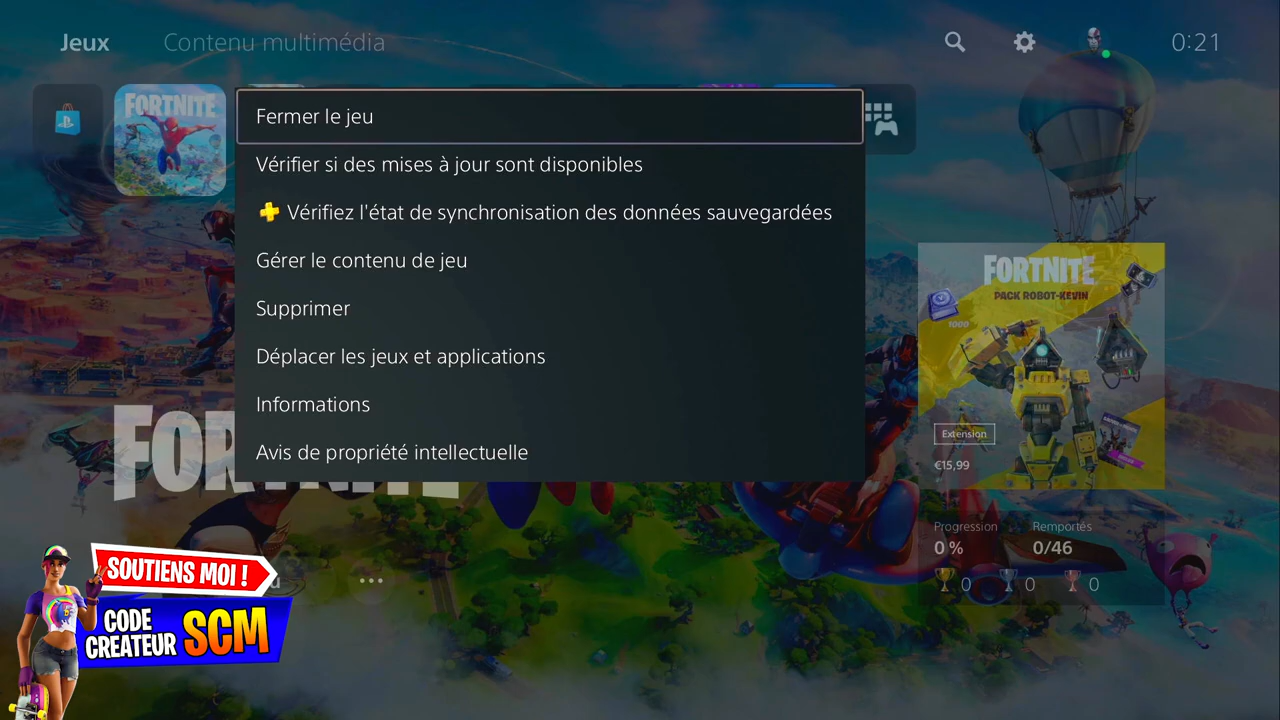 Jeux
Contenu multimédia
0:21
FORTNITE
Fermer le jeu
Vérifier si des mises à jour sont disponibles
Vérifiez l'état de synchronisation des données sauvegardées
Gérer le contenu de jeu
Supprimer
Déplacer les jeux et applications
Informations
Avis de propriété intellectuelle
FORTNITE
FORTNITE
PACK ROBOT-KEVIN
1000
Extension
€15,99
Progression
Remportés
0 %
0/46
0
0
0
•••
SOUTIENS MOI !
CODE
CREATEUR SCM